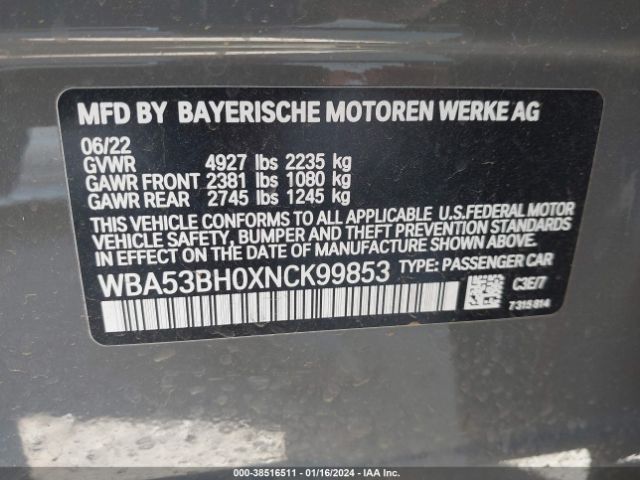 MFD BY BAYERISCHE MOTOREN WERKE AG
06/22
GVWR 4927 lbs 2235 kg
GAWR FRONT 2381 lbs 1080 kg
GAWR REAR 2745 lbs 1245 kg
THIS VEHICLE CONFORMS TO ALL APPLICABLE U.S.FEDERAL MOTOR
VEHICLE SAFETY, BUMPER AND THEFT PREVENTION STANDARDS
IN EFFECT ON THE DATE OF MANUFACTURE SHOWN ABOVE.
WBA53BH0XNCK99853 TYPE: PASSENGER CAR
C3E/7
7315814
000-38516511 - 01/16/2024 - IAA Inc.